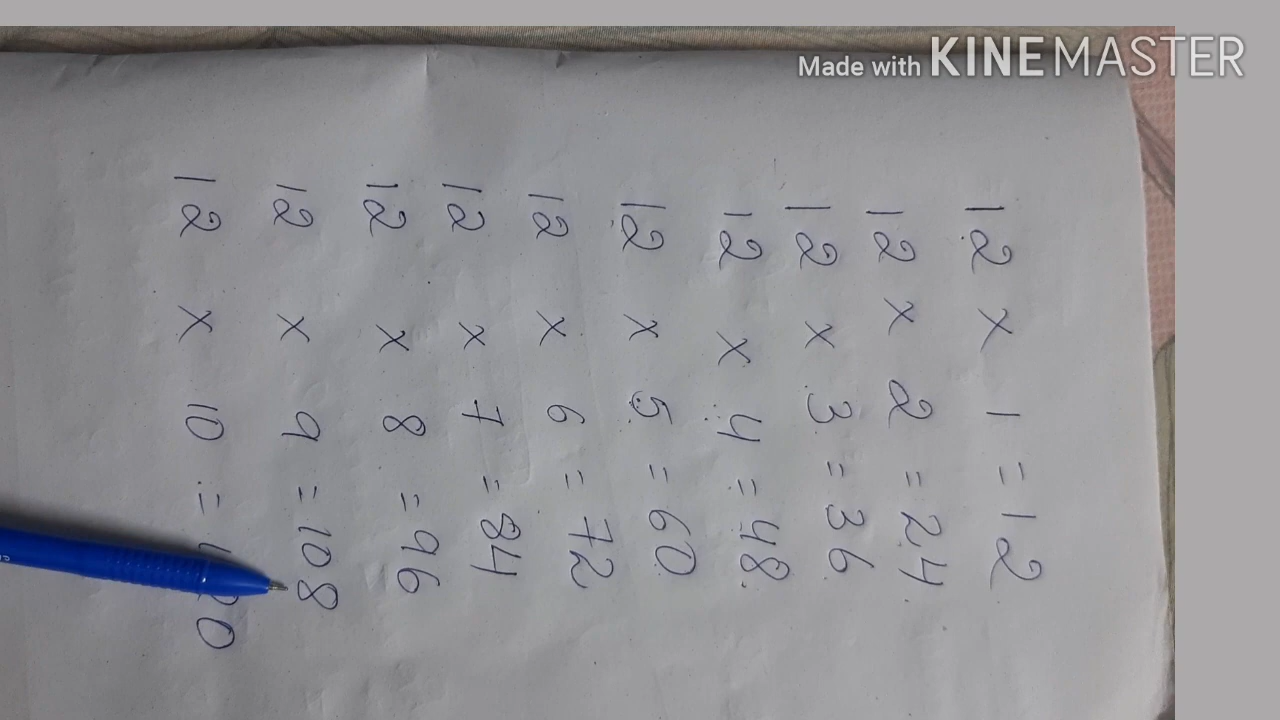 Made with KINEMASTER
12 x 1 = 12
12 x 2 = 24
12 x 3 = 36
12 x 4 = 48
12 x 5 = 60
12 x 6 = 72
12 x 7 = 84
12 x 8 = 96
12 x 9 = 108
12 x 10 = 120